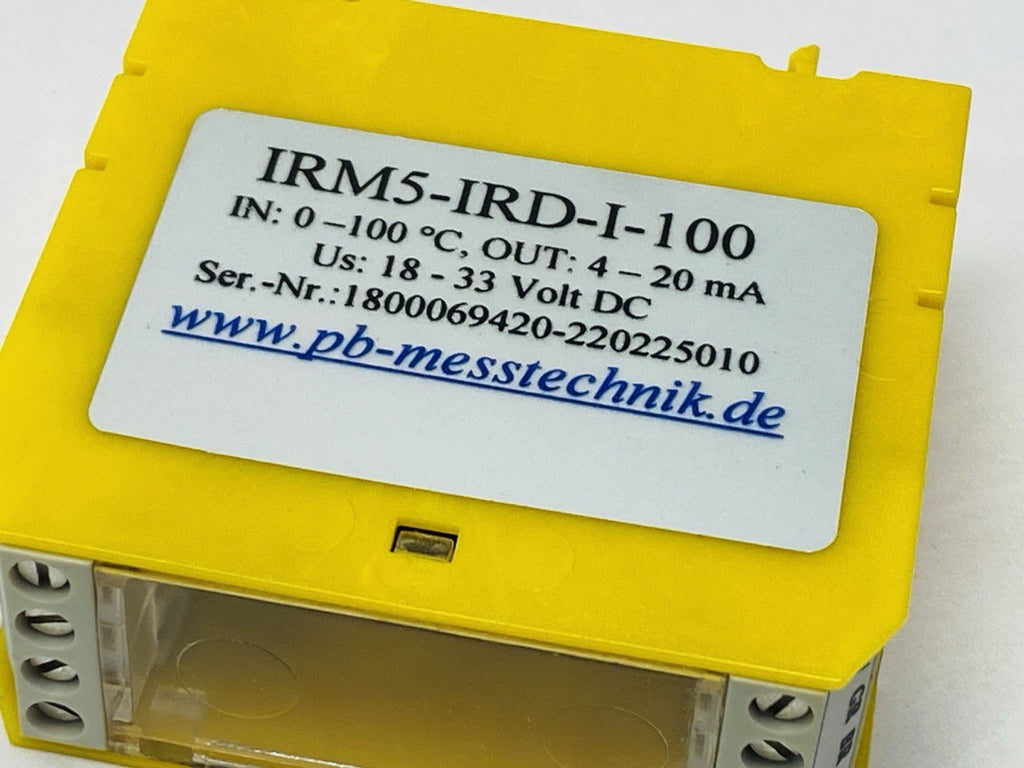 IRM5-IRD-I-100
IN: 0 –100 °C, OUT: 4 – 20 mA
Us: 18 - 33 Volt DC
Ser.-Nr.:1800069420-220225010
www.pb-messtechnik.de